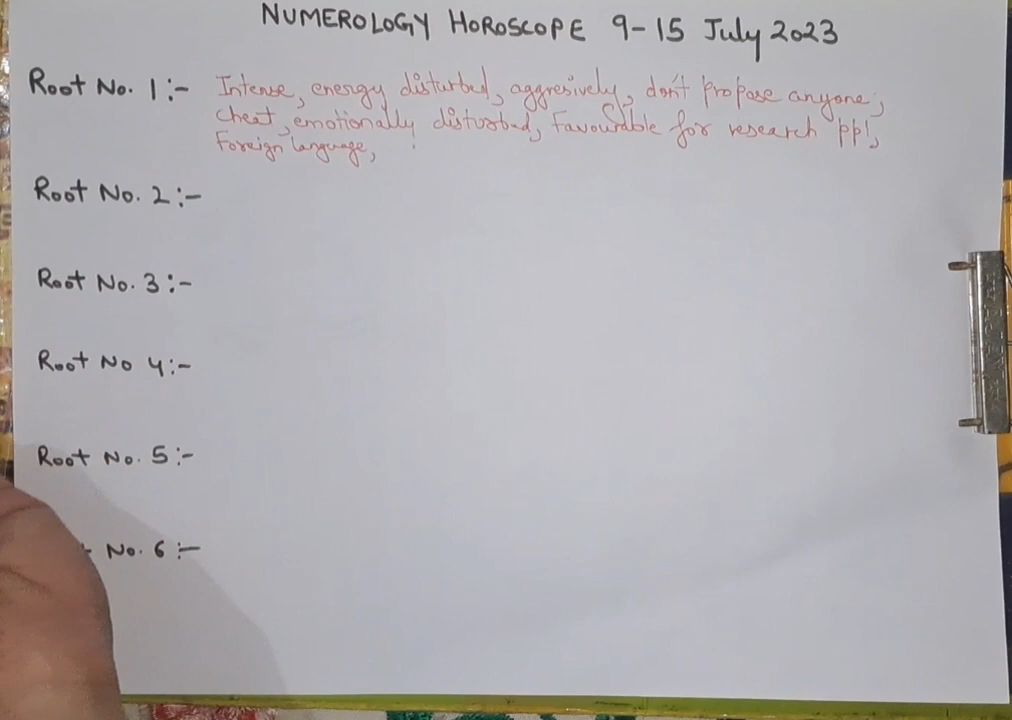 NUMEROLOGY HOROSCOPE 9-15 July 2023
Root No. 1:- Intense, energy disturbed, aggresively, don't propose anyone,
cheat, emotionally disturbed, Favourable for research ppl,
Foreign language,
Root No. 2:-
Root No. 3:-
Root No 4:-
Root No. 5:-
No. 6:-